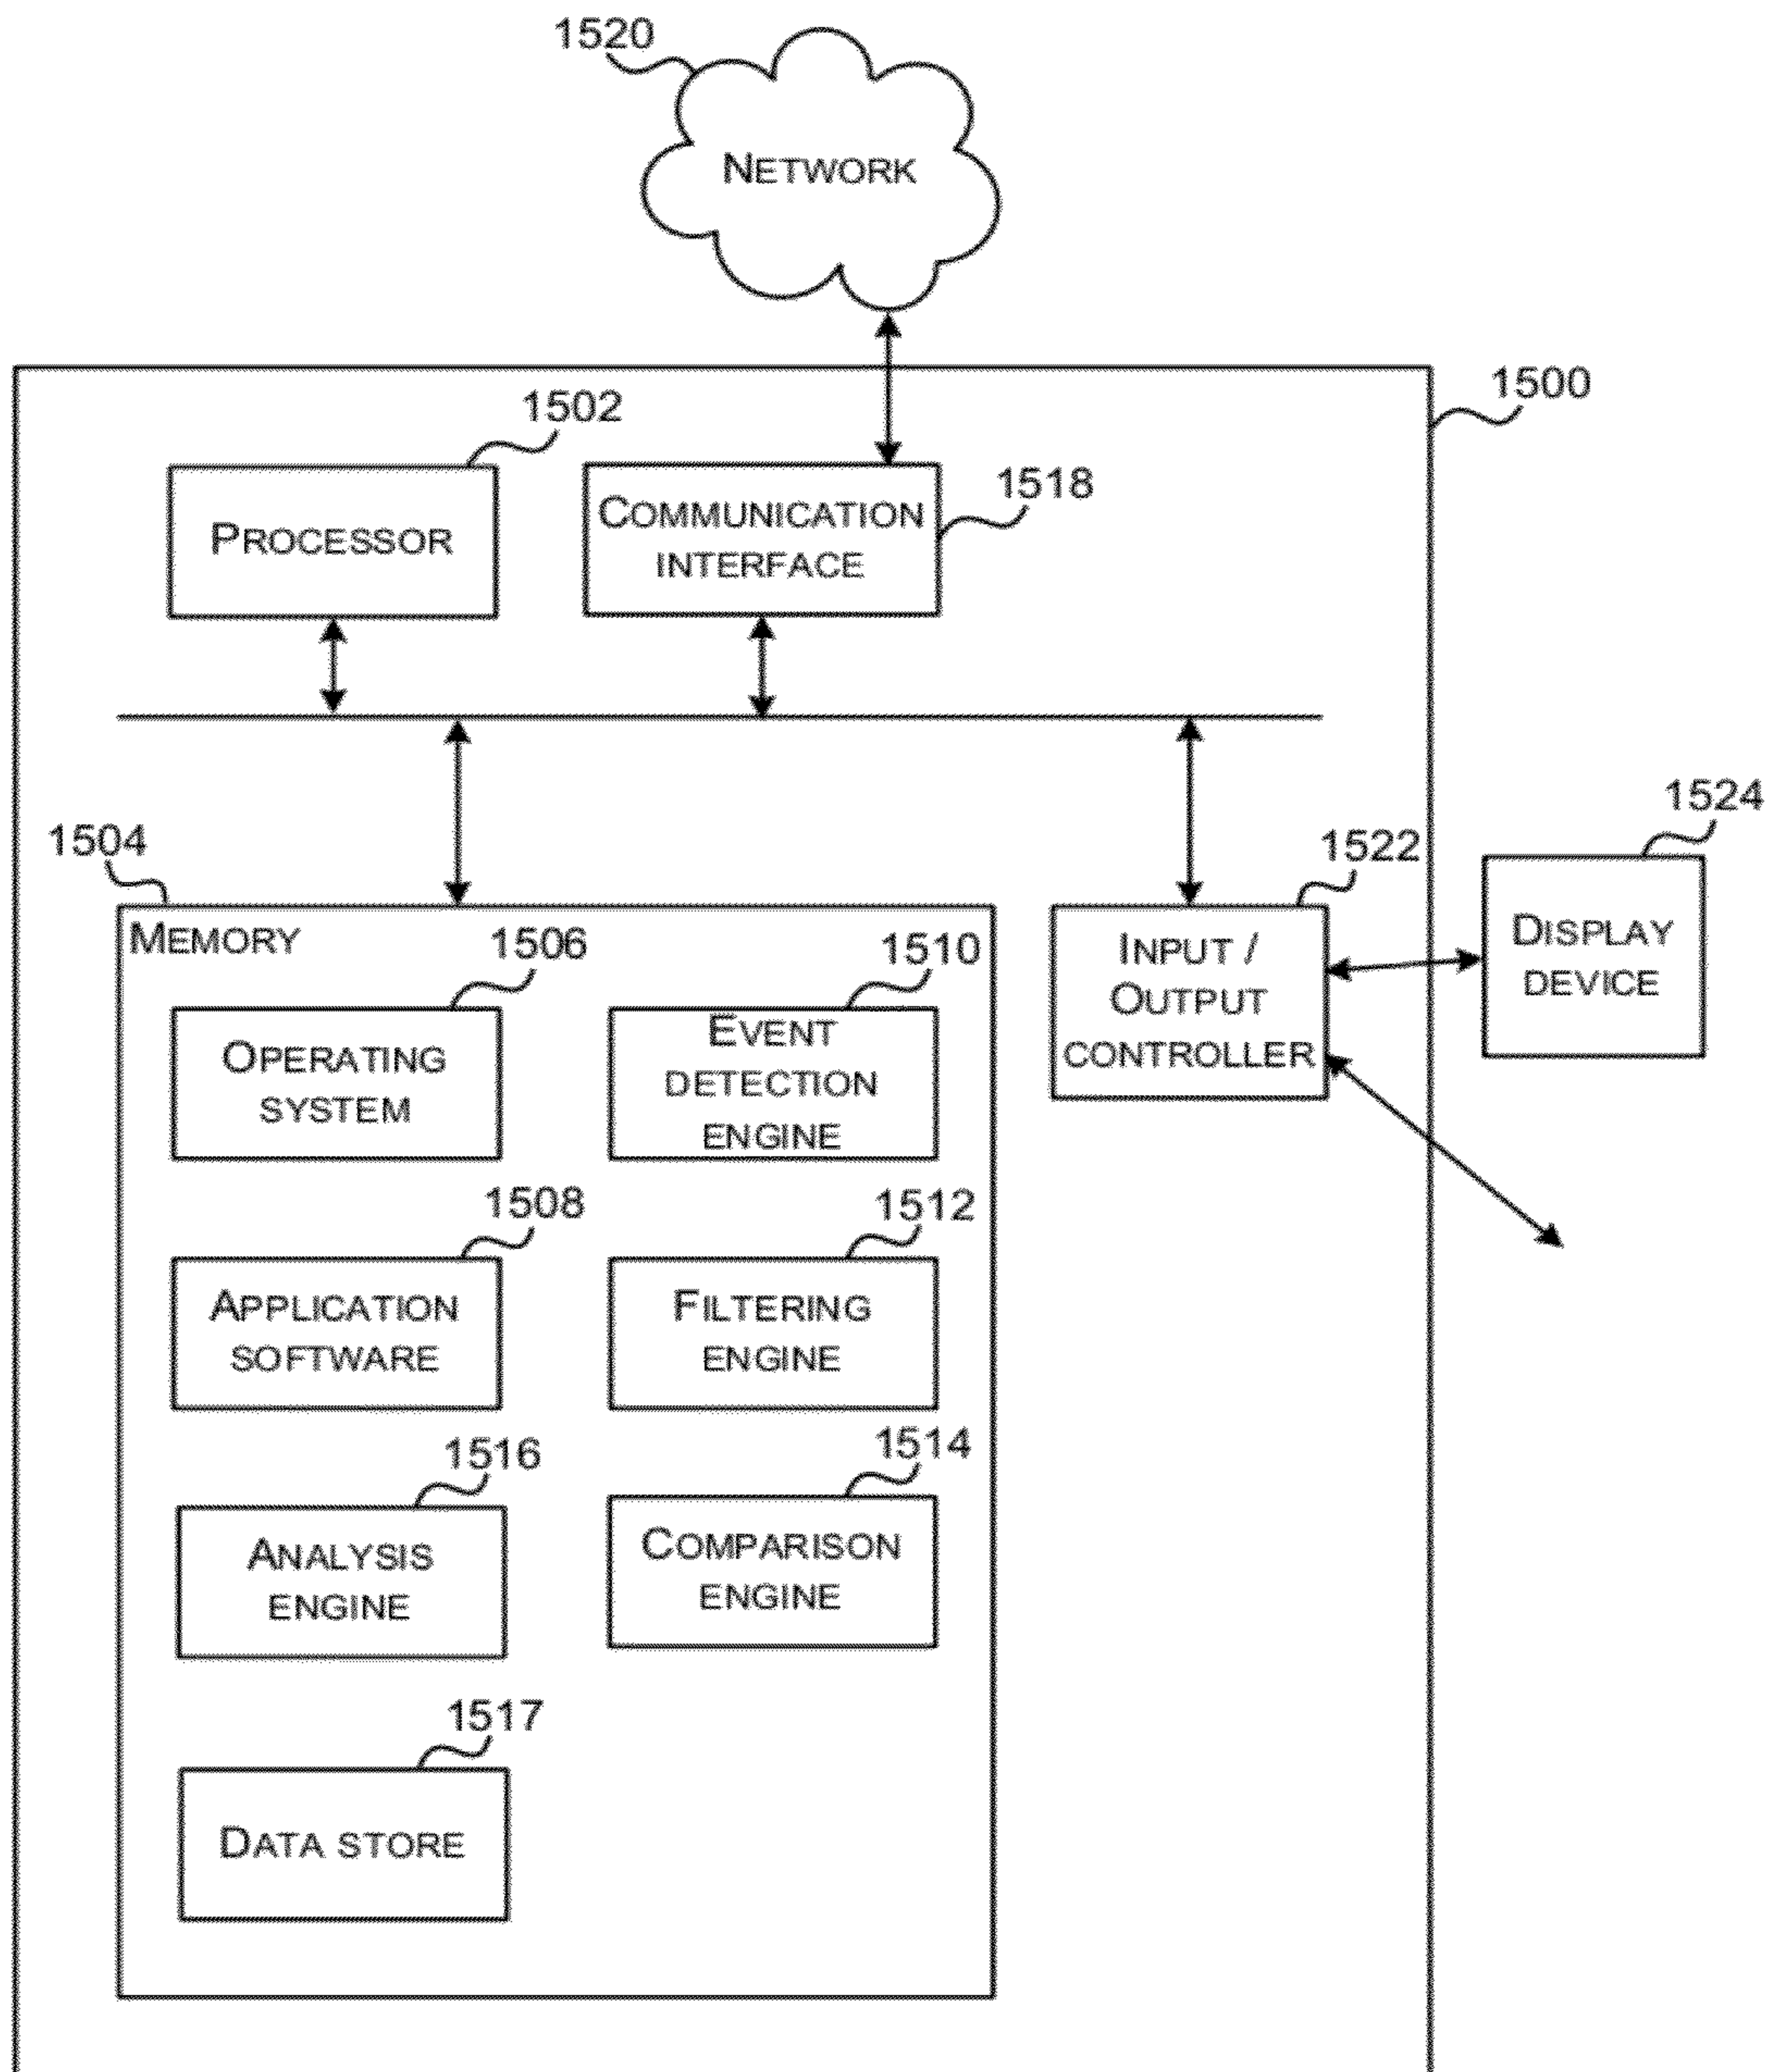 1520
NETWORK
1500
1502
PROCESSOR
1518
COMMUNICATION
INTERFACE
1504
MEMORY
1506
OPERATING
SYSTEM
1510
EVENT
DETECTION
ENGINE
1522
INPUT /
OUTPUT
CONTROLLER
1524
DISPLAY
DEVICE
1508
APPLICATION
SOFTWARE
1512
FILTERING
ENGINE
1516
ANALYSIS
ENGINE
1514
COMPARISON
ENGINE
1517
DATA STORE